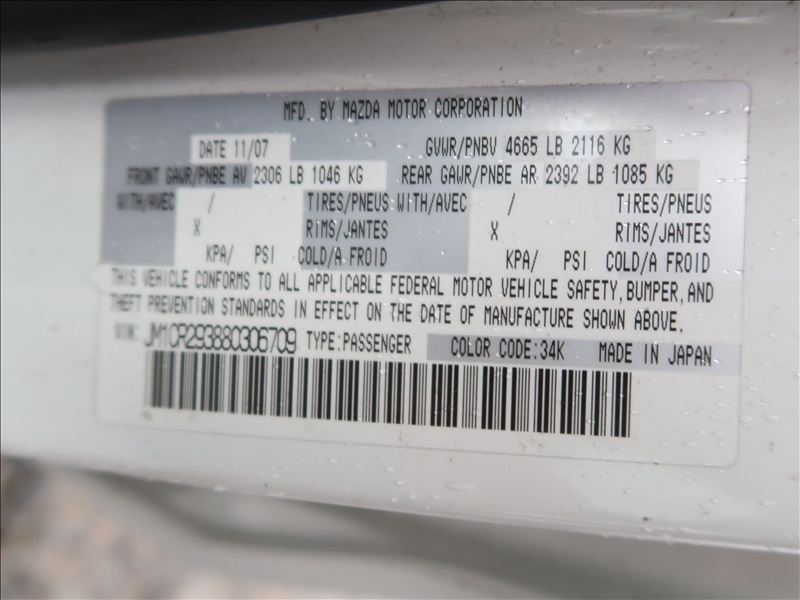 MFD. BY MAZDA MOTOR CORPORATION
DATE 11/07 GVWR/PNBV 4665 LB 2116 KG
FRONT GAWR/PNBE AV 2306 LB 1046 KG REAR GAWR/PNBE AR 2392 LB 1085 KG
WITH/AVEC / TIRES/PNEUS WITH/AVEC / TIRES/PNEUS
X RIMS/JANTES X RIMS/JANTES
KPA/ PSI COLD/A FROID KPA/ PSI COLD/A FROID
THIS VEHICLE CONFORMS TO ALL APPLICABLE FEDERAL MOTOR VEHICLE SAFETY, BUMPER, AND
THEFT PREVENTION STANDARDS IN EFFECT ON THE DATE OF MANUFACTURE SHOWN ABOVE.
VIN: JM1CR293880306709 TYPE:PASSENGER COLOR CODE:34K MADE IN JAPAN